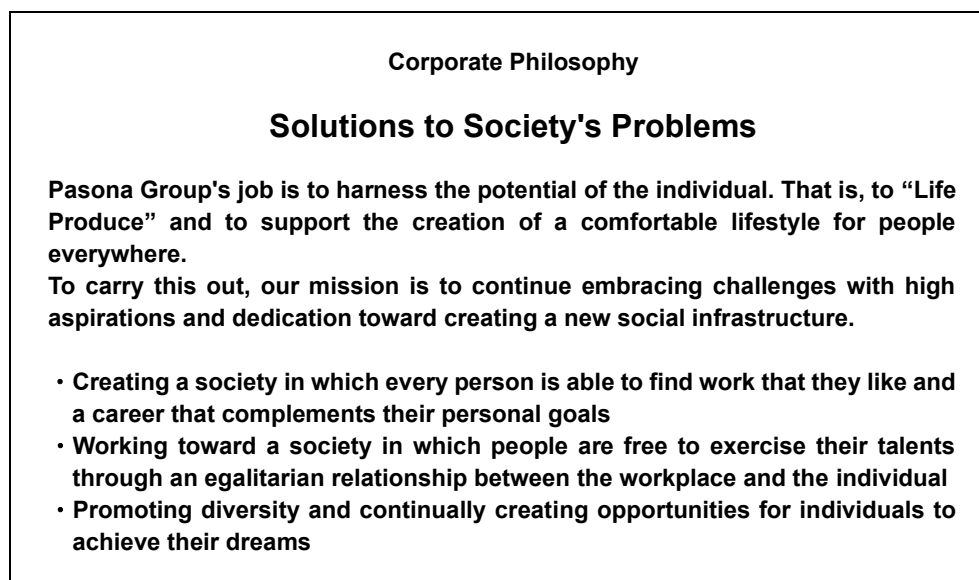 Corporate Philosophy
Solutions to Society's Problems
Pasona Group's job is to harness the potential of the individual. That is, to “Life
Produce” and to support the creation of a comfortable lifestyle for people
everywhere.
To carry this out, our mission is to continue embracing challenges with high
aspirations and dedication toward creating a new social infrastructure.
・Creating a society in which every person is able to find work that they like and
a career that complements their personal goals
・Working toward a society in which people are free to exercise their talents
through an egalitarian relationship between the workplace and the individual
・Promoting diversity and continually creating opportunities for individuals to
achieve their dreams